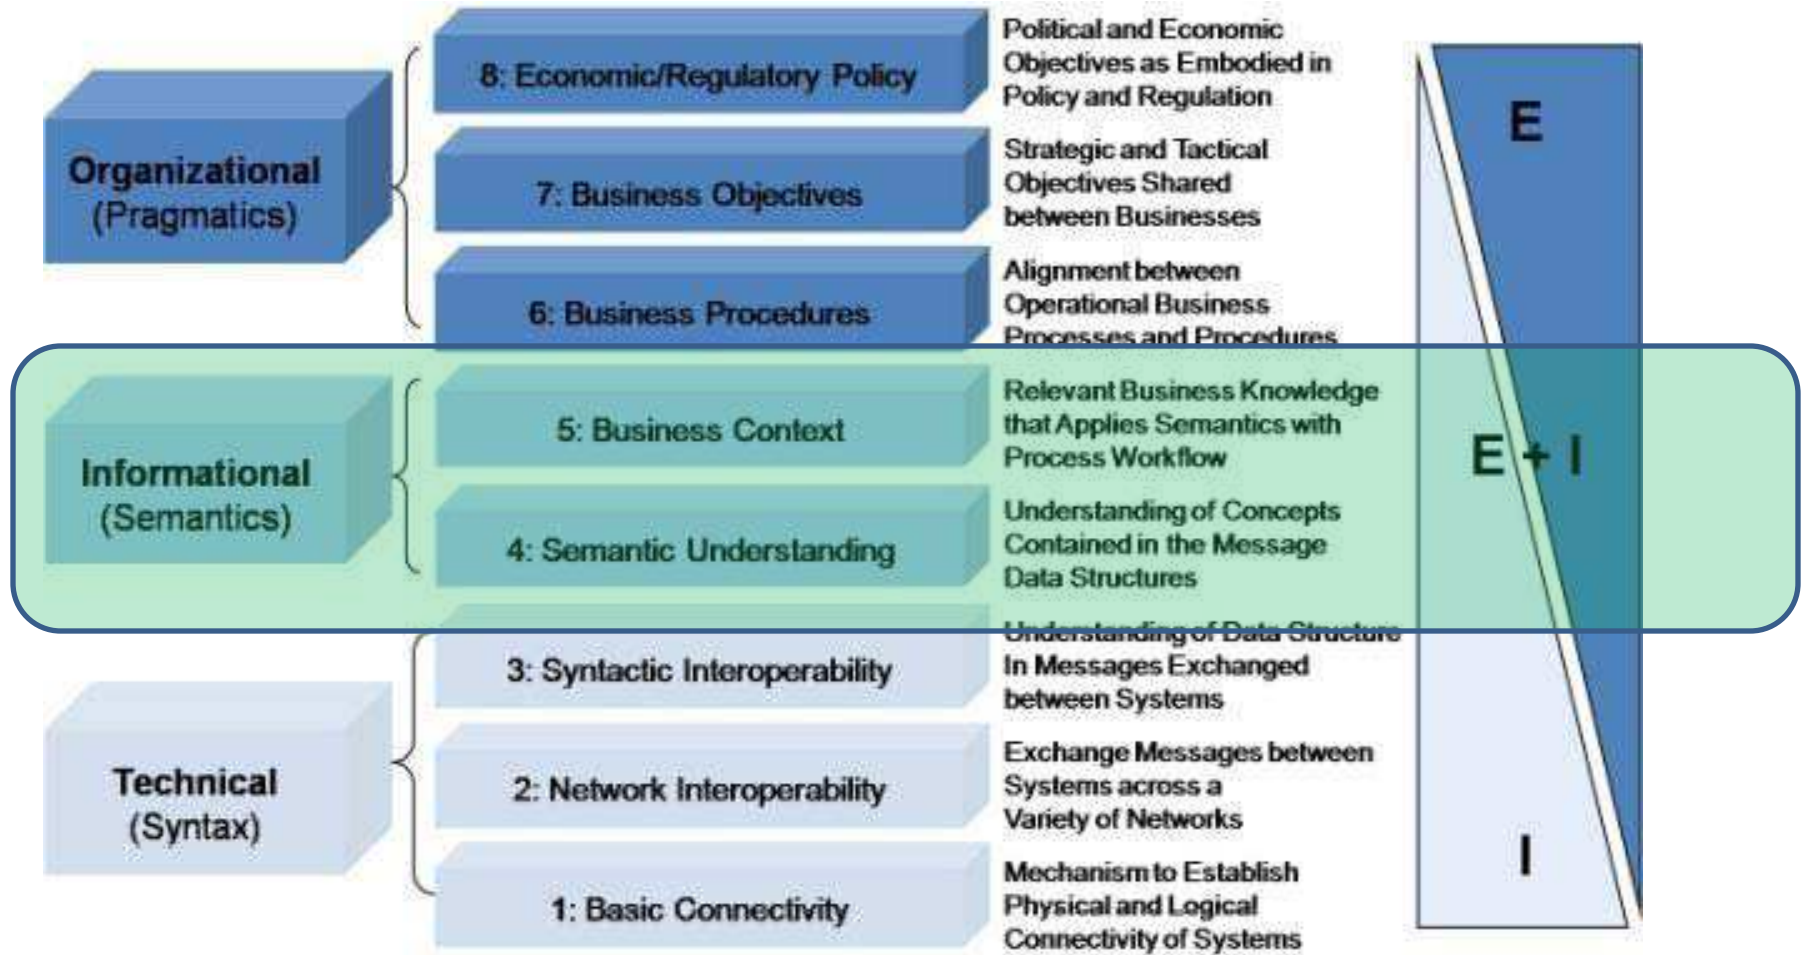 Organizational
(Pragmatics)
8: Economic/Regulatory Policy
Political and Economic
Objectives as Embodied in
Policy and Regulation
7: Business Objectives
Strategic and Tactical
Objectives Shared
between Businesses
6: Business Procedures
Alignment between
Operational Business
Processes and Procedures
E
Informational
(Semantics)
5: Business Context
Relevant Business Knowledge
that Applies Semantics with
Process Workflow
4: Semantic Understanding
Understanding of Concepts
Contained in the Message
Data Structures
E + I
Technical
(Syntax)
3: Syntactic Interoperability
Understanding of Data Structure
In Messages Exchanged
between Systems
2: Network Interoperability
Exchange Messages between
Systems across a
Variety of Networks
1: Basic Connectivity
Mechanism to Establish
Physical and Logical
Connectivity of Systems
I